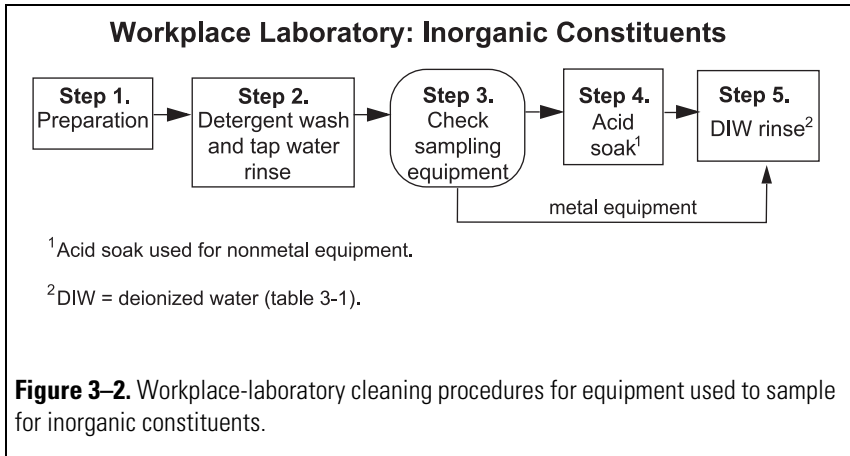 Workplace Laboratory: Inorganic Constituents
Step 1.
Preparation
Step 2.
Detergent wash
and tap water
rinse
Step 3.
Check
sampling
equipment
Step 4.
Acid
soak¹
Step 5.
DIW rinse²
metal equipment
¹Acid soak used for nonmetal equipment.
²DIW = deionized water (table 3-1).
Figure 3–2. Workplace-laboratory cleaning procedures for equipment used to sample
for inorganic constituents.